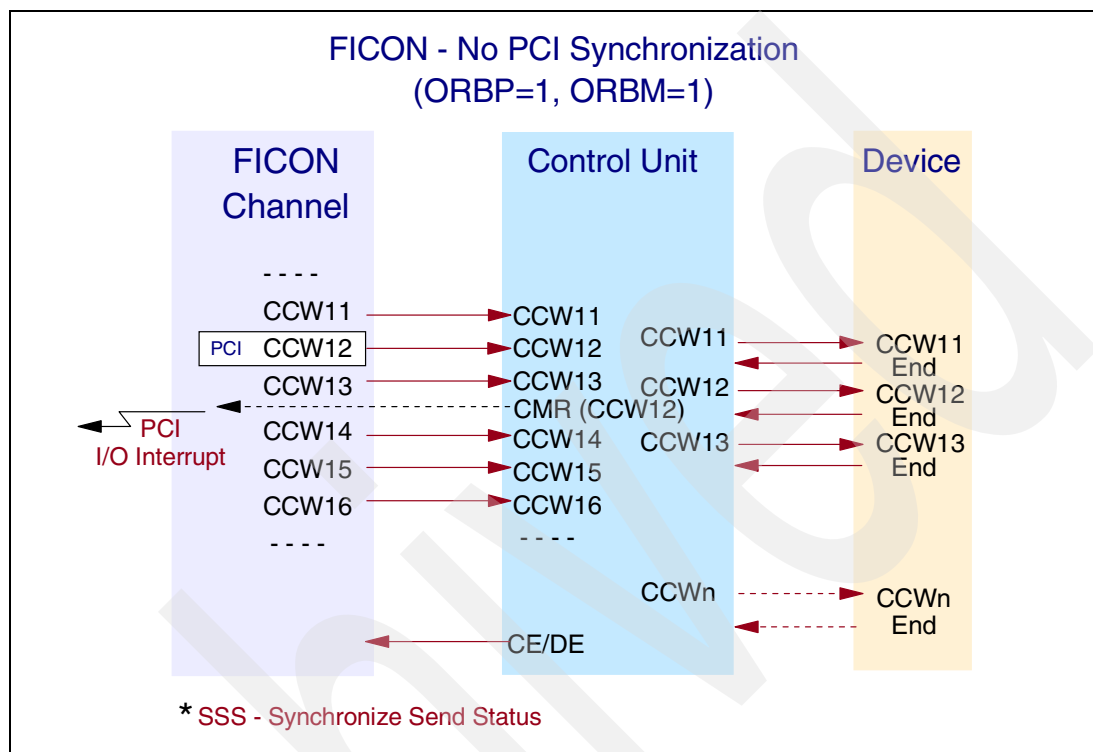 FICON - No PCI Synchronization
(ORBP=1, ORBM=1)
FICON
Channel
Control Unit
Device
- - - -
CCW11
PCI CCW12
CCW13
CCW14
CCW15
CCW16
- - - -
PCI
I/O Interrupt
CCW11
CCW12
CCW13
CMR (CCW12)
CCW14
CCW15
CCW16
- - - -
CE/DE
CCW11
CCW12
CCW13
CCWn
CCW11
End
CCW12
End
CCW13
End
CCWn
End
* SSS - Synchronize Send Status